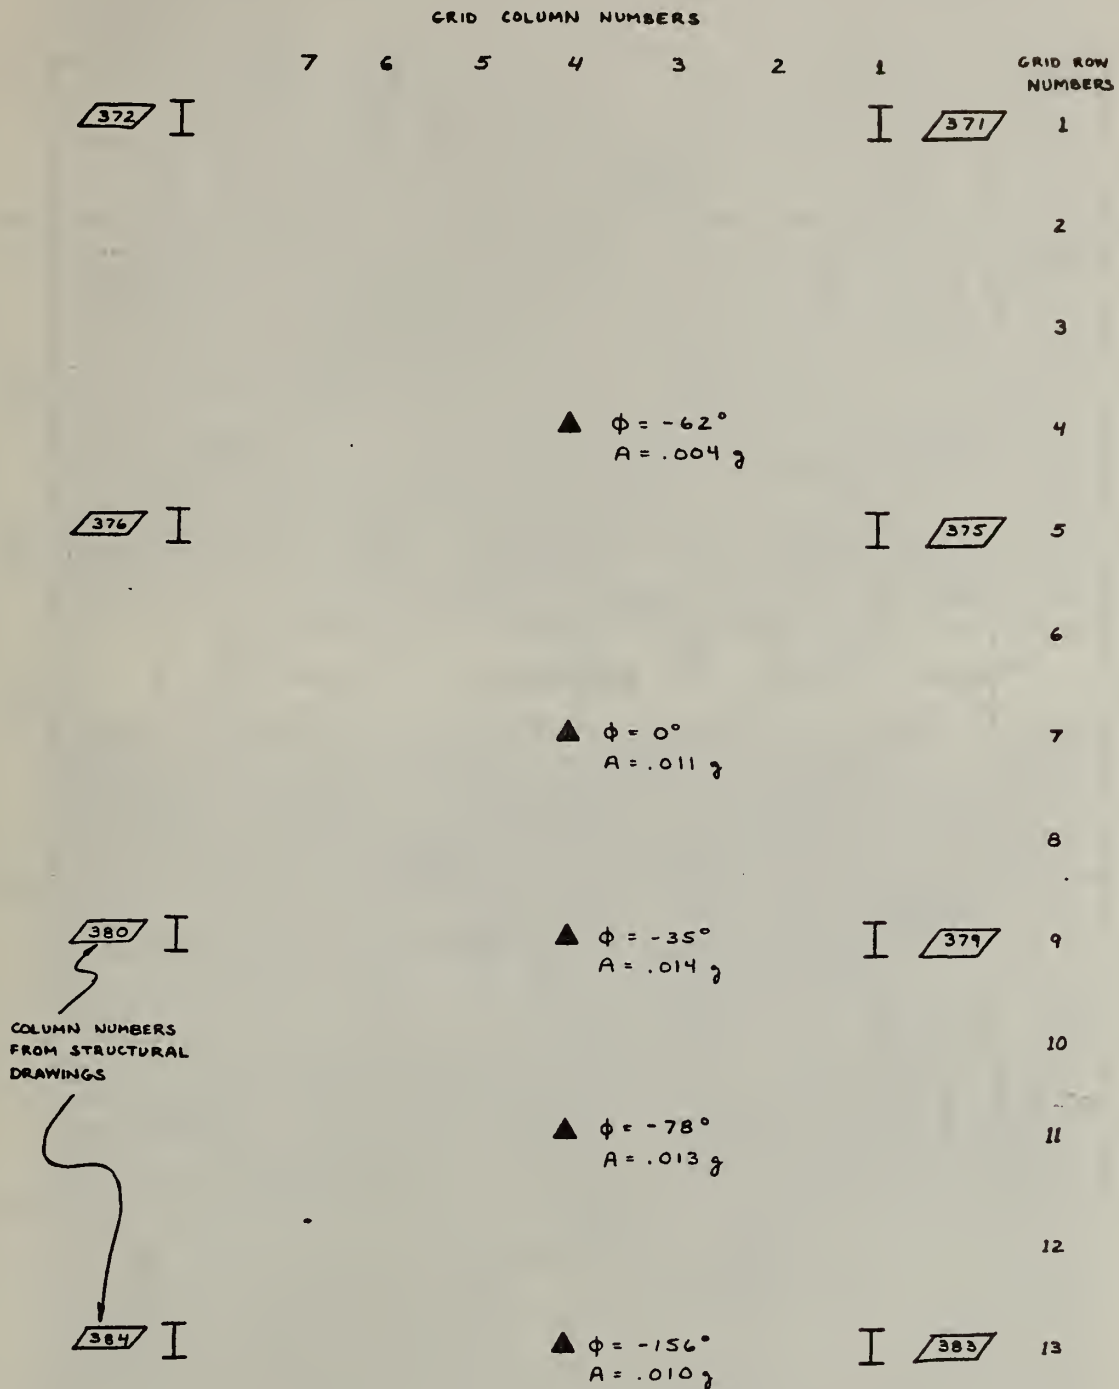 GRID COLUMN NUMBERS
7 6 5 4 3 2 1
GRID ROW
NUMBERS
372 371 1
2
3
φ = -62° 4
A = .004 g
376 375 5
6
φ = 0° 7
A = .011 g
8
380 φ = -35° 379 9
A = .014 g
COLUMN NUMBERS
FROM STRUCTURAL
DRAWINGS
10
φ = -78° 11
A = .013 g
12
384 φ = -156° 383 13
A = .010 g